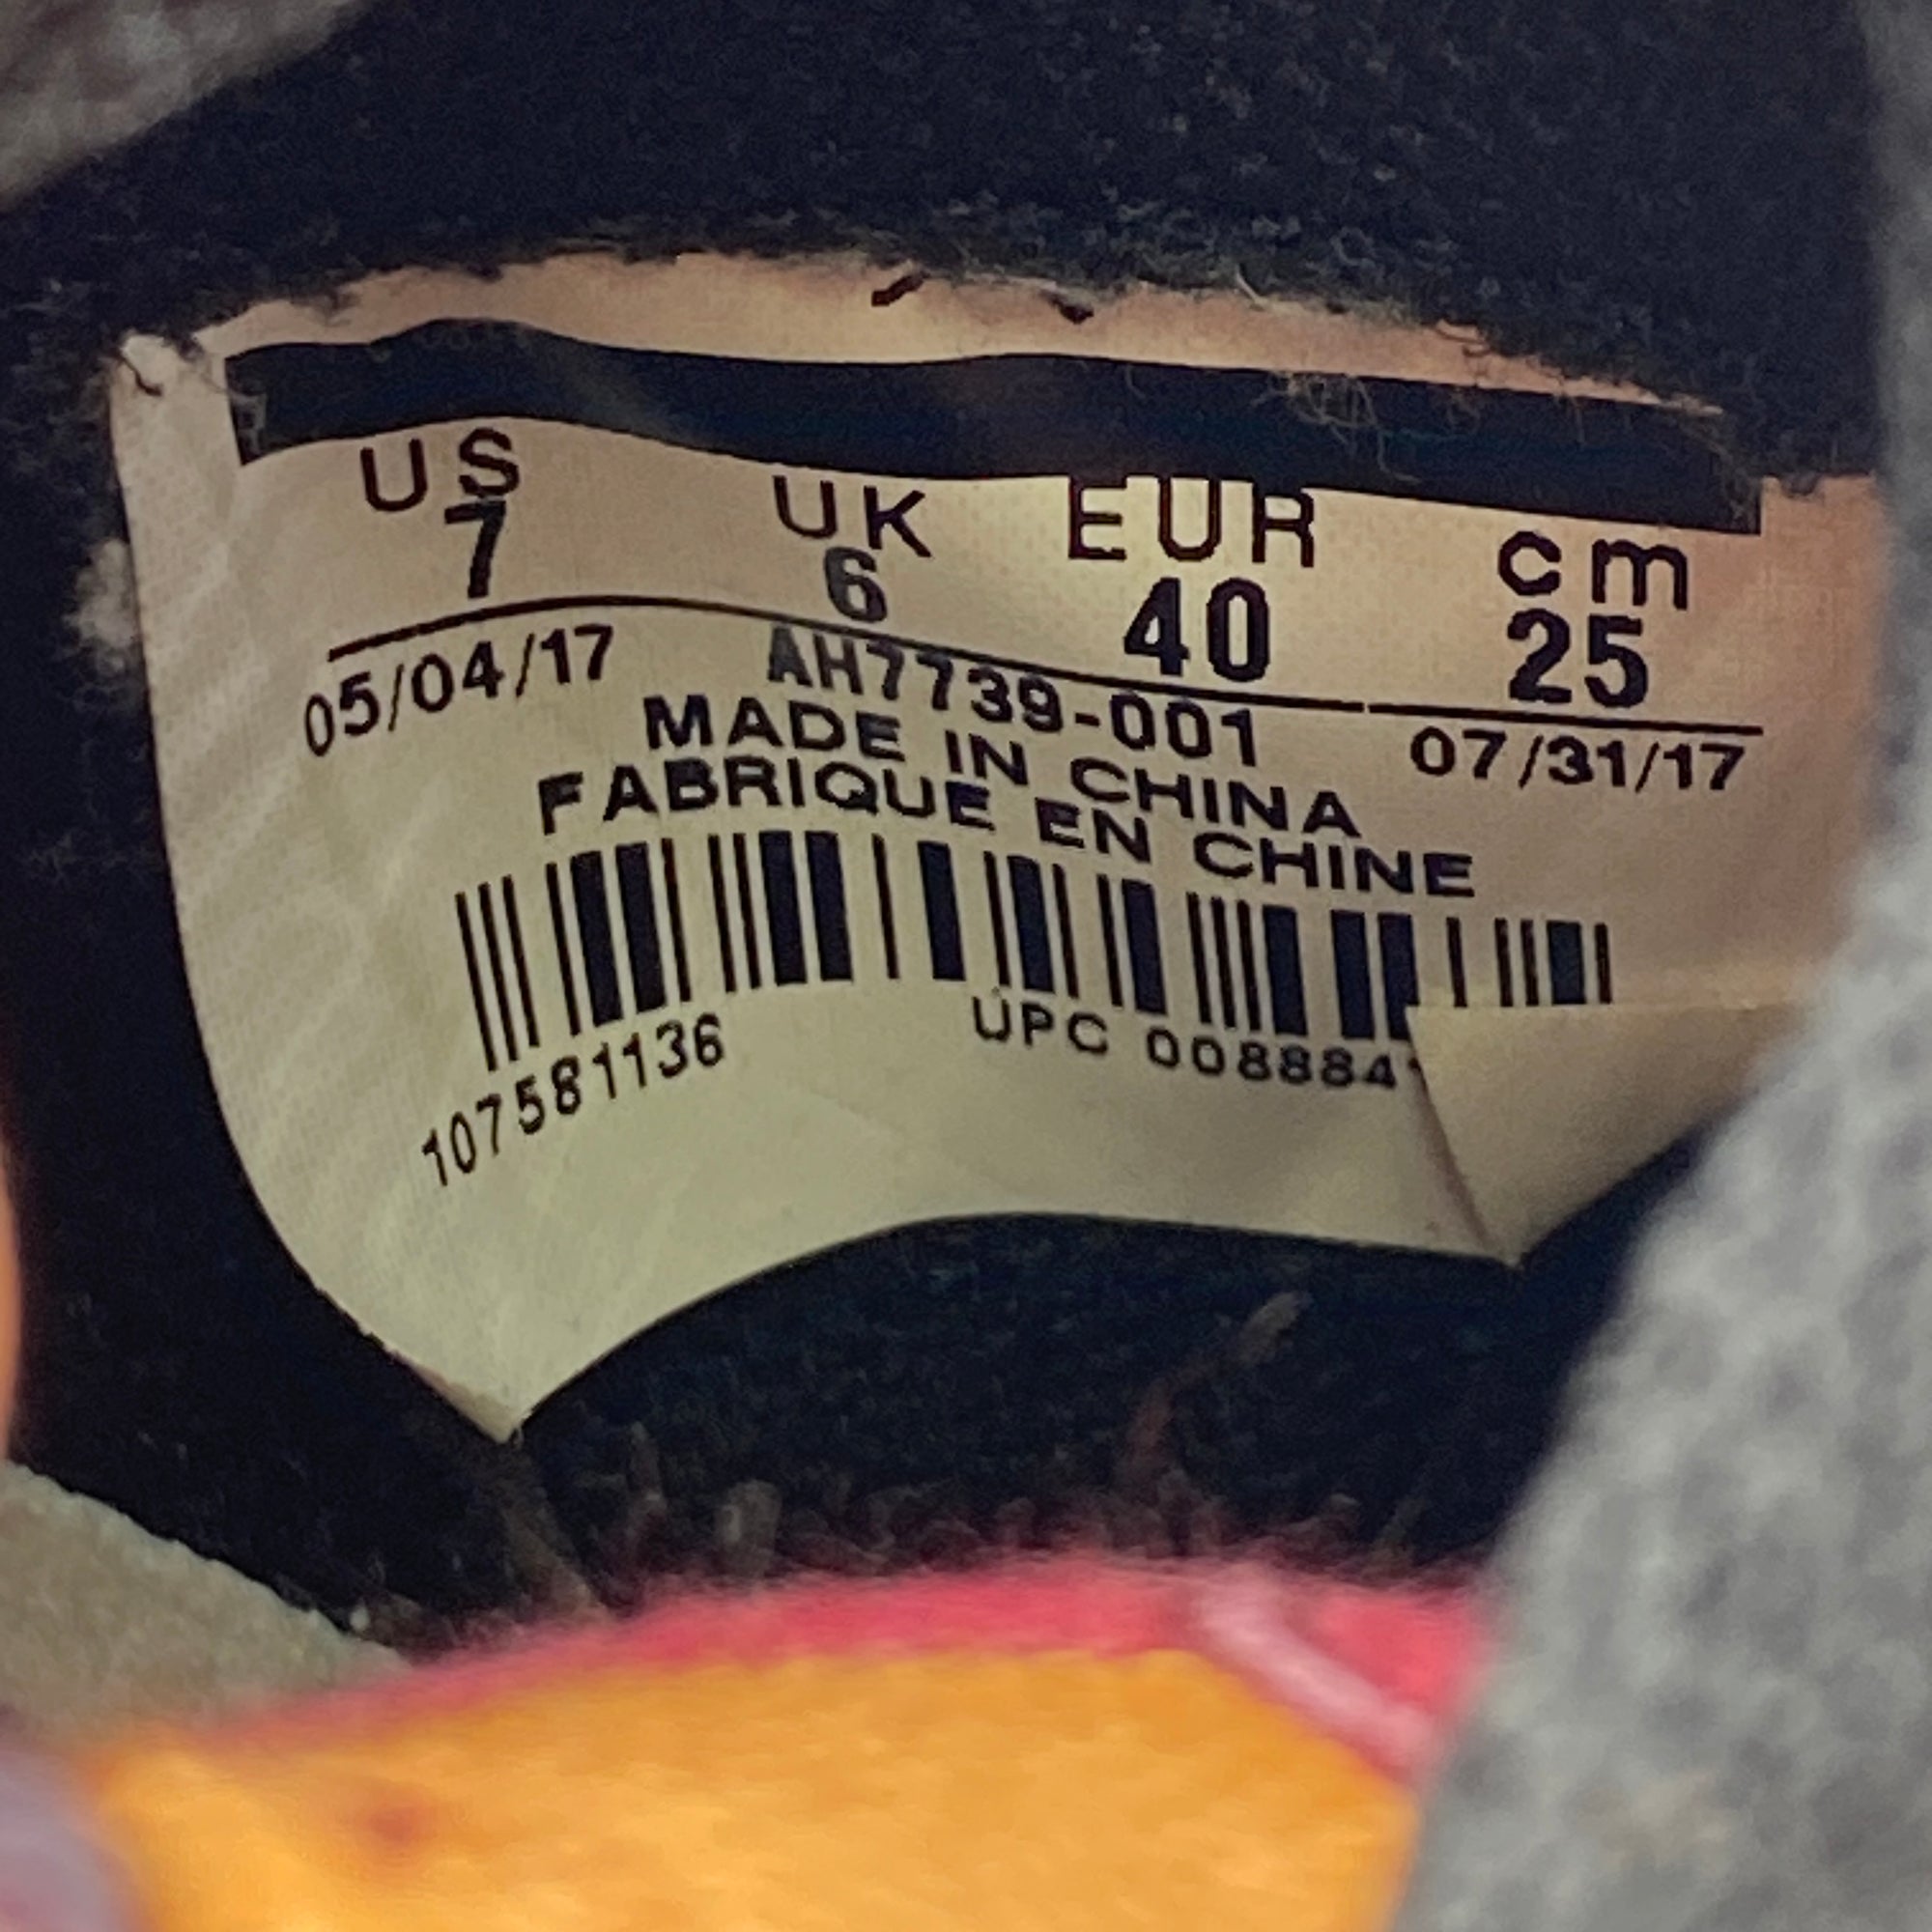 US UK EUR cm
7 6 40 25
05/04/17 AH7739-001 07/31/17
MADE IN CHINA
FABRIQUE EN CHINE
107581136 UPC 008884